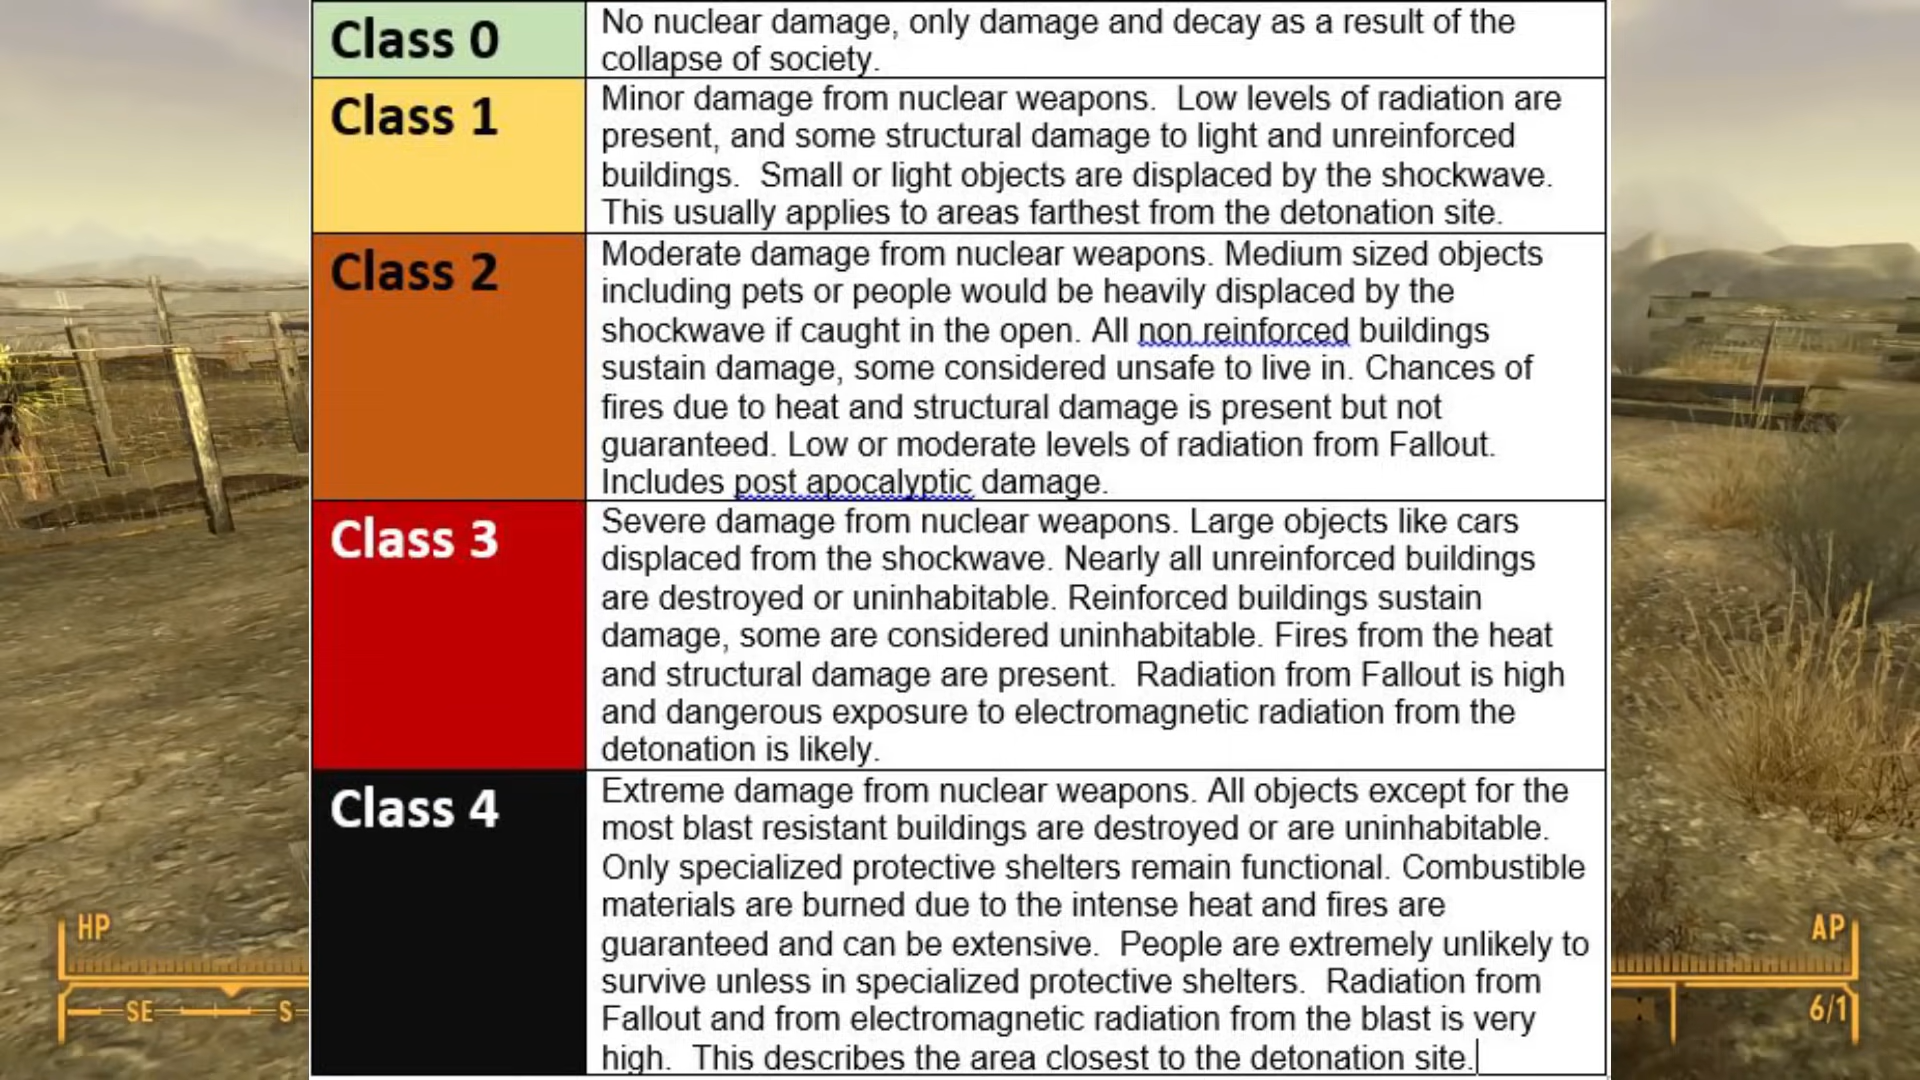 Class 0
No nuclear damage, only damage and decay as a result of the
collapse of society.
Class 1
Minor damage from nuclear weapons.  Low levels of radiation are
present, and some structural damage to light and unreinforced
buildings.  Small or light objects are displaced by the shockwave.
This usually applies to areas farthest from the detonation site.
Class 2
Moderate damage from nuclear weapons. Medium sized objects
including pets or people would be heavily displaced by the
shockwave if caught in the open. All non reinforced buildings
sustain damage, some considered unsafe to live in. Chances of
fires due to heat and structural damage is present but not
guaranteed. Low or moderate levels of radiation from Fallout.
Includes post apocalyptic damage.
Class 3
Severe damage from nuclear weapons. Large objects like cars
displaced from the shockwave. Nearly all unreinforced buildings
are destroyed or uninhabitable. Reinforced buildings sustain
damage, some are considered uninhabitable. Fires from the heat
and structural damage are present.  Radiation from Fallout is high
and dangerous exposure to electromagnetic radiation from the
detonation is likely.
Class 4
Extreme damage from nuclear weapons. All objects except for the
most blast resistant buildings are destroyed or are uninhabitable.
Only specialized protective shelters remain functional. Combustible
materials are burned due to the intense heat and fires are
guaranteed and can be extensive.  People are extremely unlikely to
survive unless in specialized protective shelters.  Radiation from
Fallout and from electromagnetic radiation from the blast is very
high.  This describes the area closest to the detonation site.
HP
SE
S
AP
6/1